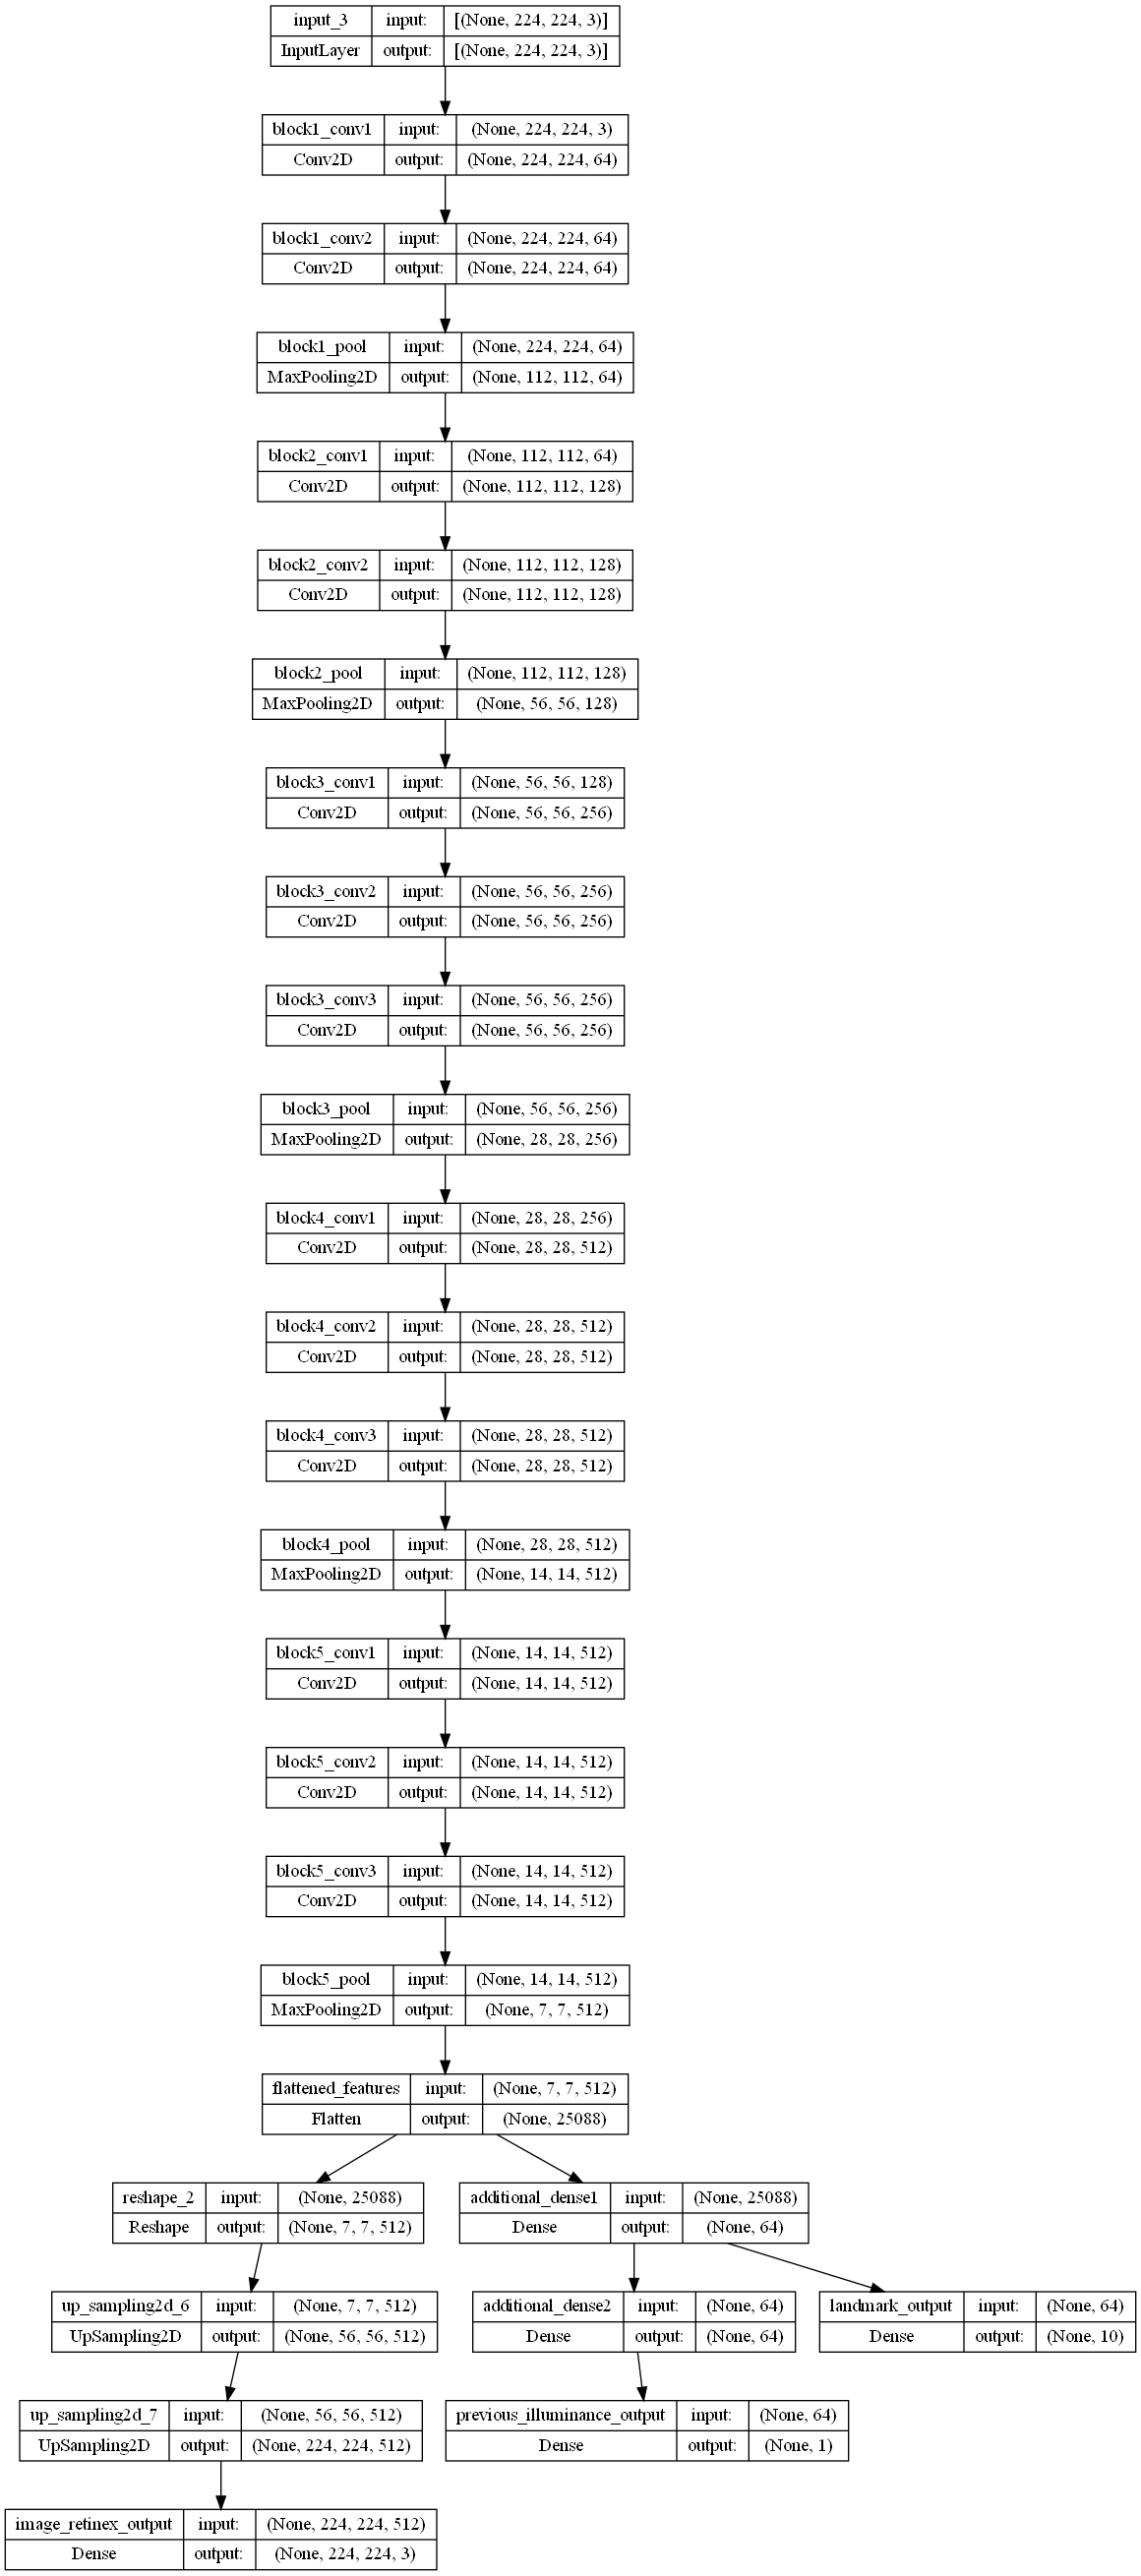 input_3 input: [(None, 224, 224, 3)]
InputLayer output: [(None, 224, 224, 3)]
block1_conv1 input: (None, 224, 224, 3)
Conv2D output: (None, 224, 224, 64)
block1_conv2 input: (None, 224, 224, 64)
Conv2D output: (None, 224, 224, 64)
block1_pool input: (None, 224, 224, 64)
MaxPooling2D output: (None, 112, 112, 64)
block2_conv1 input: (None, 112, 112, 64)
Conv2D output: (None, 112, 112, 128)
block2_conv2 input: (None, 112, 112, 128)
Conv2D output: (None, 112, 112, 128)
block2_pool input: (None, 112, 112, 128)
MaxPooling2D output: (None, 56, 56, 128)
block3_conv1 input: (None, 56, 56, 128)
Conv2D output: (None, 56, 56, 256)
block3_conv2 input: (None, 56, 56, 256)
Conv2D output: (None, 56, 56, 256)
block3_conv3 input: (None, 56, 56, 256)
Conv2D output: (None, 56, 56, 256)
block3_pool input: (None, 56, 56, 256)
MaxPooling2D output: (None, 28, 28, 256)
block4_conv1 input: (None, 28, 28, 256)
Conv2D output: (None, 28, 28, 512)
block4_conv2 input: (None, 28, 28, 512)
Conv2D output: (None, 28, 28, 512)
block4_conv3 input: (None, 28, 28, 512)
Conv2D output: (None, 28, 28, 512)
block4_pool input: (None, 28, 28, 512)
MaxPooling2D output: (None, 14, 14, 512)
block5_conv1 input: (None, 14, 14, 512)
Conv2D output: (None, 14, 14, 512)
block5_conv2 input: (None, 14, 14, 512)
Conv2D output: (None, 14, 14, 512)
block5_conv3 input: (None, 14, 14, 512)
Conv2D output: (None, 14, 14, 512)
block5_pool input: (None, 14, 14, 512)
MaxPooling2D output: (None, 7, 7, 512)
flattened_features input: (None, 7, 7, 512)
Flatten output: (None, 25088)
reshape_2 input: (None, 25088)
Reshape output: (None, 7, 7, 512)
additional_dense1 input: (None, 25088)
Dense output: (None, 64)
up_sampling2d_6 input: (None, 7, 7, 512)
UpSampling2D output: (None, 56, 56, 512)
additional_dense2 input: (None, 64)
Dense output: (None, 64)
landmark_output input: (None, 64)
Dense output: (None, 10)
up_sampling2d_7 input: (None, 56, 56, 512)
UpSampling2D output: (None, 224, 224, 512)
previous_illuminance_output input: (None, 64)
Dense output: (None, 1)
image_retinex_output input: (None, 224, 224, 512)
Dense output: (None, 224, 224, 3)